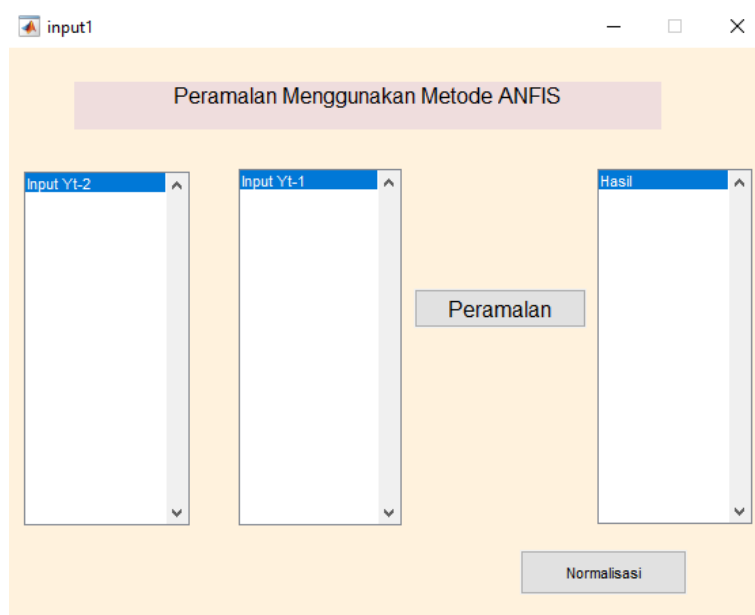 input1
Peramalan Menggunakan Metode ANFIS
Input Yt-2
Input Yt-1
Hasil
Peramalan
Normalisasi